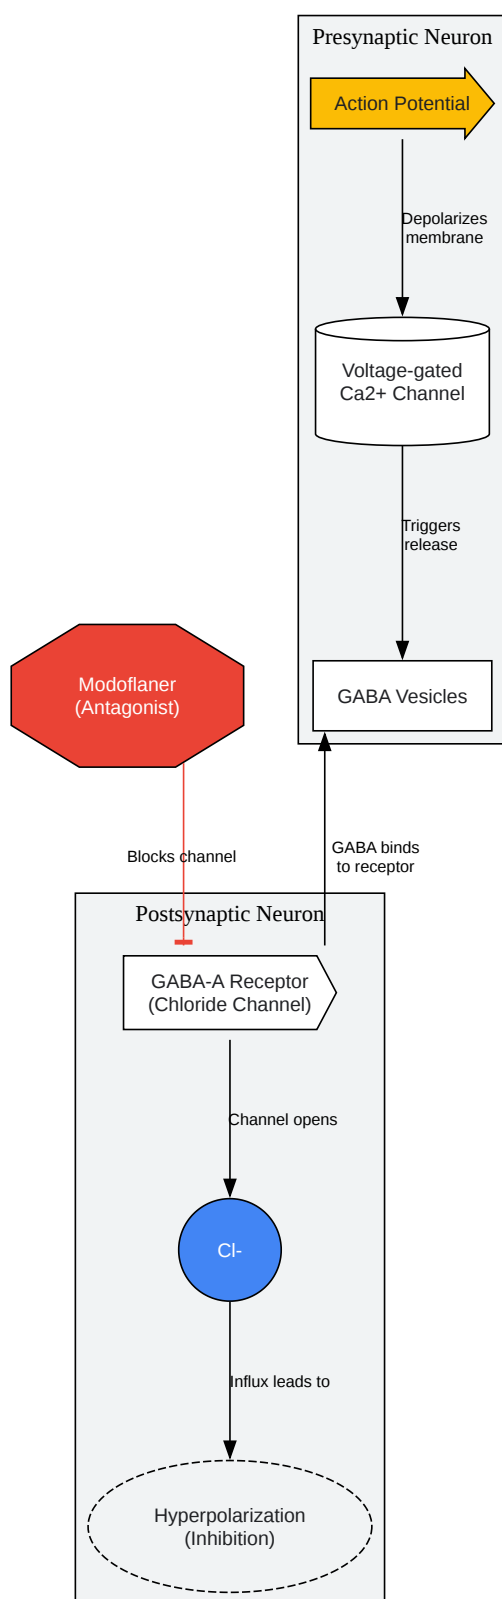 Presynaptic Neuron
Action Potential
Depolarizes
membrane
Voltage-gated
Ca2+ Channel
Triggers
release
Modoflaner
(Antagonist)
GABA Vesicles
Blocks channel
GABA binds
to receptor
Postsynaptic Neuron
GABA-A Receptor
(Chloride Channel)
Channel opens
Cl-
Influx leads to
Hyperpolarization
(Inhibition)